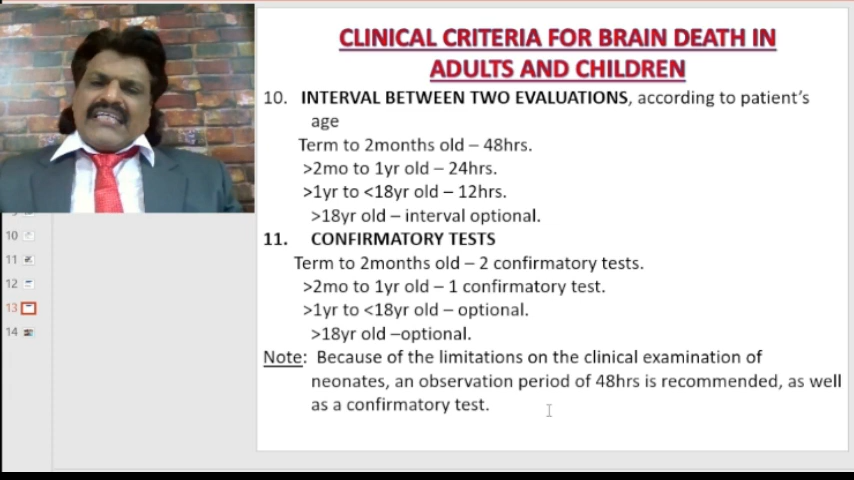 CLINICAL CRITERIA FOR BRAIN DEATH IN
ADULTS AND CHILDREN
10. INTERVAL BETWEEN TWO EVALUATIONS, according to patient's
age
Term to 2months old – 48hrs.
>2mo to 1yr old – 24hrs.
>1yr to <18yr old – 12hrs.
>18yr old – interval optional.
11. CONFIRMATORY TESTS
Term to 2months old – 2 confirmatory tests.
>2mo to 1yr old – 1 confirmatory test.
>1yr to <18yr old – optional.
>18yr old –optional.
Note: Because of the limitations on the clinical examination of
neonates, an observation period of 48hrs is recommended, as well
as a confirmatory test.
10
11
12
13
14